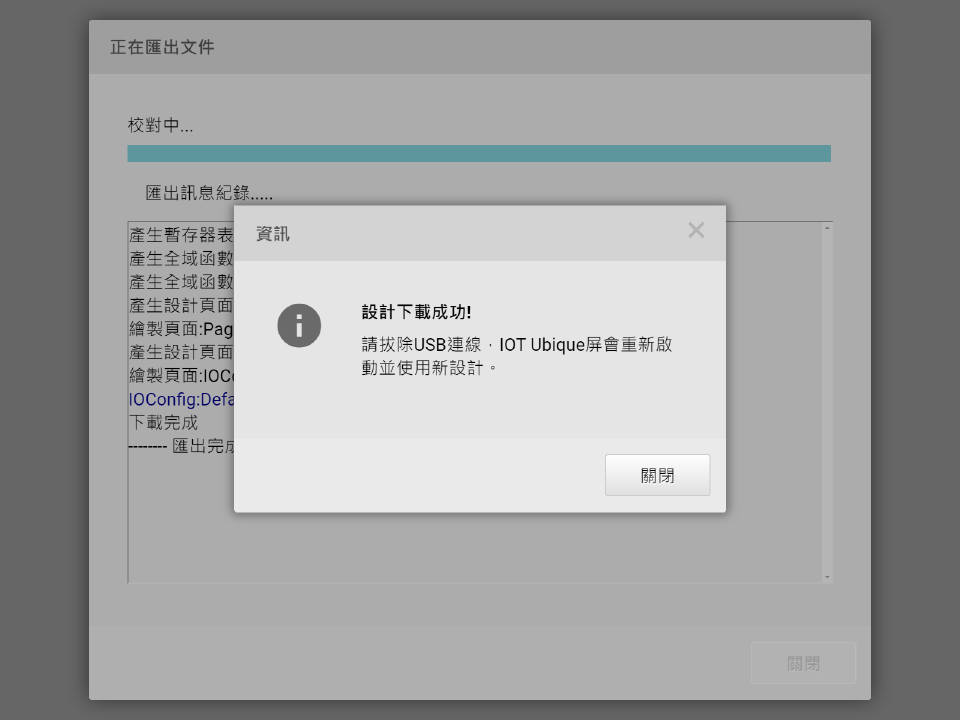 正在匯出文件
校對中...
匯出訊息紀錄.....
產生暫存器表
產生全域函數
產生全域函數
產生設計頁面
繪製頁面:Pag
產生設計頁面
繪製頁面:IOCo
IOConfig:Defa
下載完成
-------- 匯出完成
資訊
設計下載成功!
請拔除USB連線，IOT Ubique屏會重新啟
動並使用新設計。
關閉
關閉